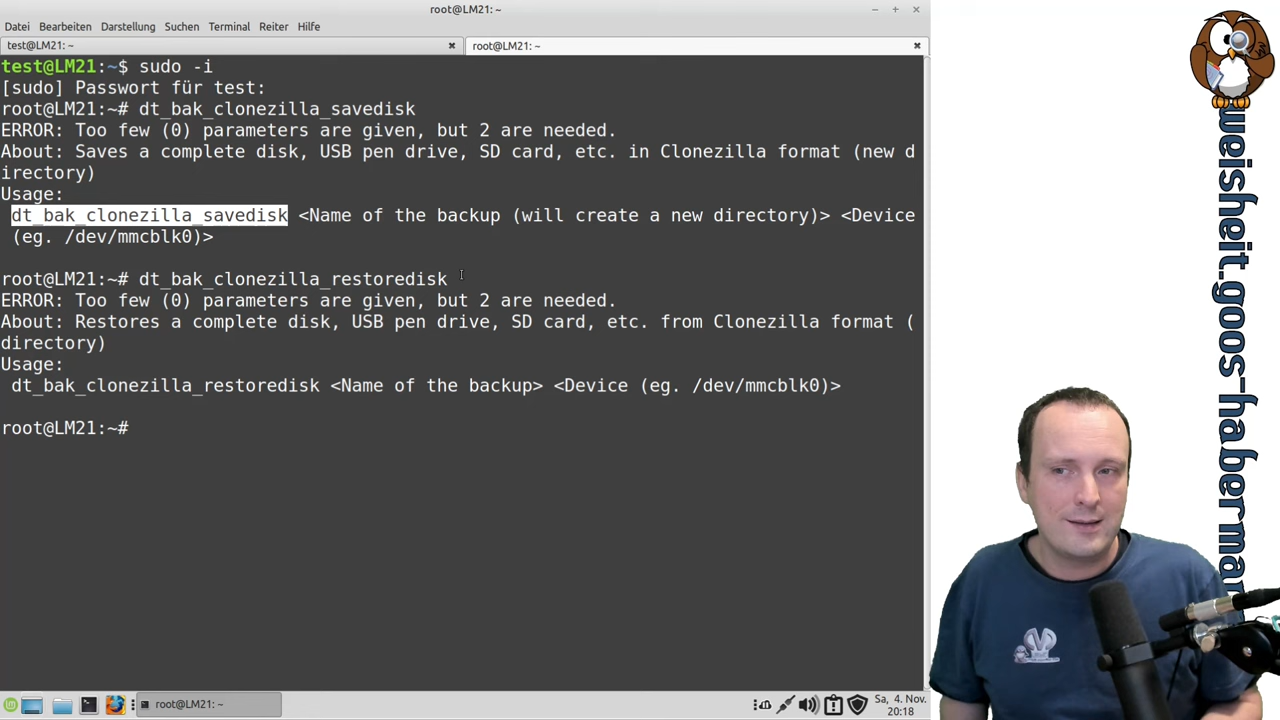 root@LM21: ~
Datei Bearbeiten Darstellung Suchen Terminal Reiter Hilfe
test@LM21: ~
root@LM21: ~
test@LM21:~$ sudo -i
[sudo] Passwort für test:
root@LM21:~# dt_bak_clonezilla_savedisk
ERROR: Too few (0) parameters are given, but 2 are needed.
About: Saves a complete disk, USB pen drive, SD card, etc. in Clonezilla format (new d
irectory)
Usage:
dt_bak_clonezilla_savedisk <Name of the backup (will create a new directory)> <Device
(eg. /dev/mmcblk0)>
root@LM21:~# dt_bak_clonezilla_restoredisk
ERROR: Too few (0) parameters are given, but 2 are needed.
About: Restores a complete disk, USB pen drive, SD card, etc. from Clonezilla format (
directory)
Usage:
dt_bak_clonezilla_restoredisk <Name of the backup> <Device (eg. /dev/mmcblk0)>
root@LM21:~#
root@LM21: ~
Sa, 4. Nov.
20:18
weisheit.goos-haberma